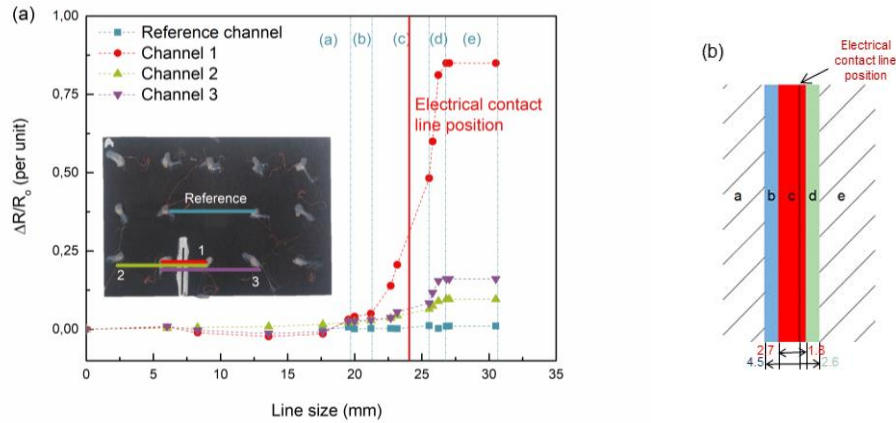 (a)
1,00
0,75
0,50
0,25
0,00
ΔR/R₀ (per unit)
Reference channel
Channel 1
Channel 2
Channel 3
(a) (b) (c) (d) (e)
Electrical contact
line position
Reference
1
2
3
0 5 10 15 20 25 30 35
Line size (mm)
(b)
Electrical
contact line
position
a b c d e
2.7 1.8
4.5 2.6